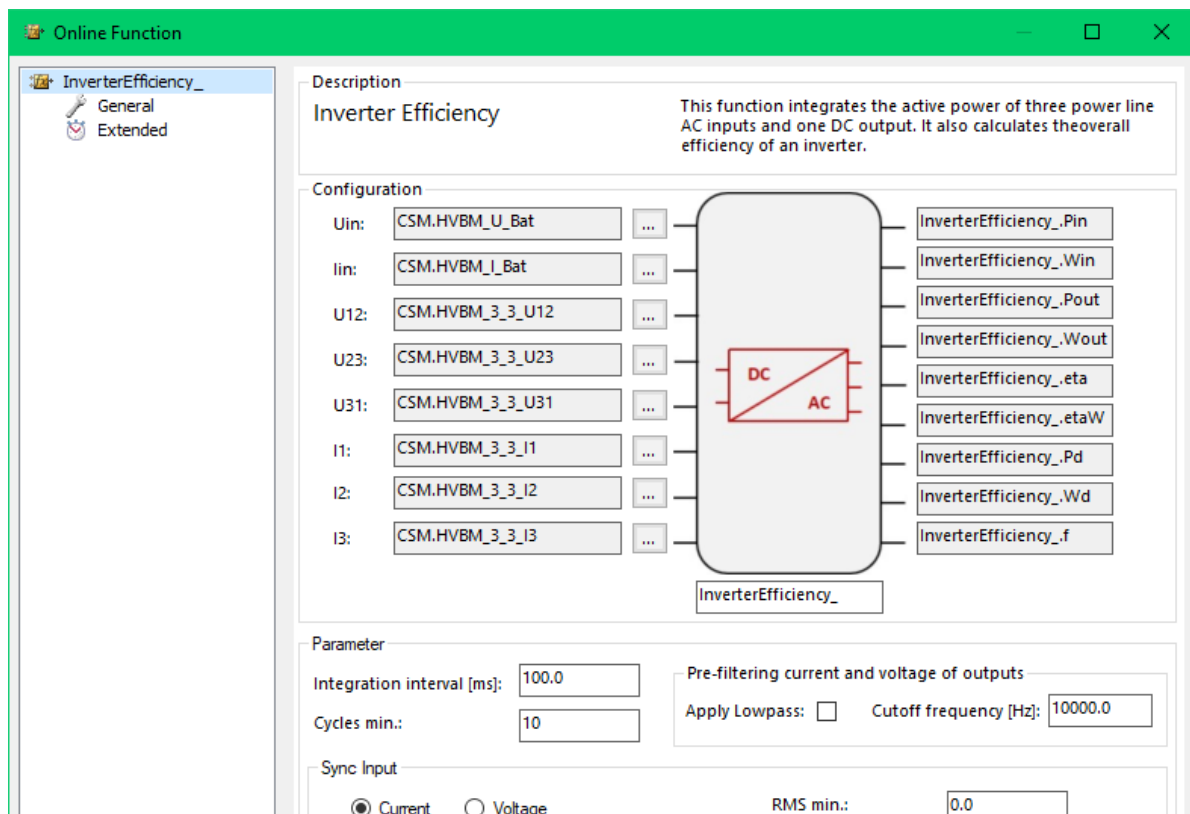 Online Function
InverterEfficiency_
General
Extended
Description
Inverter Efficiency
This function integrates the active power of three power line
AC inputs and one DC output. It also calculates theoverall
efficiency of an inverter.
Configuration
Uin: CSM.HVBM_U_Bat ... InverterEfficiency_.Pin
Iin: CSM.HVBM_I_Bat ... InverterEfficiency_.Win
U12: CSM.HVBM_3_3_U12 ... InverterEfficiency_.Pout
U23: CSM.HVBM_3_3_U23 ... InverterEfficiency_.Wout
DC
InverterEfficiency_.eta
U31: CSM.HVBM_3_3_U31 ... AC InverterEfficiency_.etaW
I1: CSM.HVBM_3_3_I1 ... InverterEfficiency_.Pd
I2: CSM.HVBM_3_3_I2 ... InverterEfficiency_.Wd
I3: CSM.HVBM_3_3_I3 ... InverterEfficiency_.f
InverterEfficiency_
Parameter
Integration interval [ms]: 100.0
Cycles min.: 10
Pre-filtering current and voltage of outputs
Apply Lowpass: Cutoff frequency [Hz]: 10000.0
Sync Input
Current Voltage RMS min.: 0.0